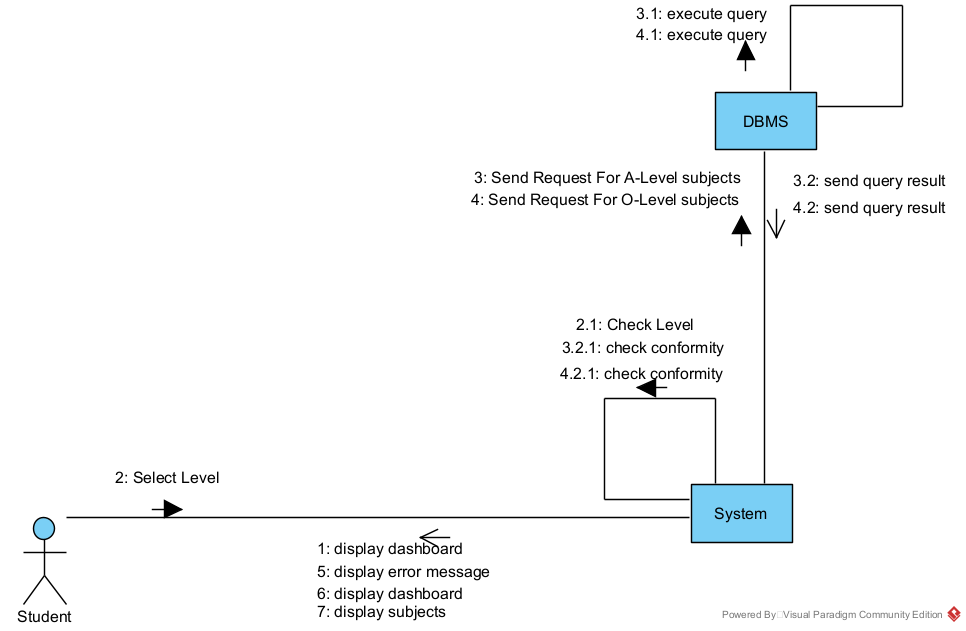 3.1: execute query
4.1: execute query
DBMS
3: Send Request For A-Level subjects
4: Send Request For O-Level subjects
3.2: send query result
4.2: send query result
2.1: Check Level
3.2.1: check conformity
4.2.1: check conformity
2: Select Level
System
1: display dashboard
5: display error message
6: display dashboard
7: display subjects
Student
Powered By Visual Paradigm Community Edition